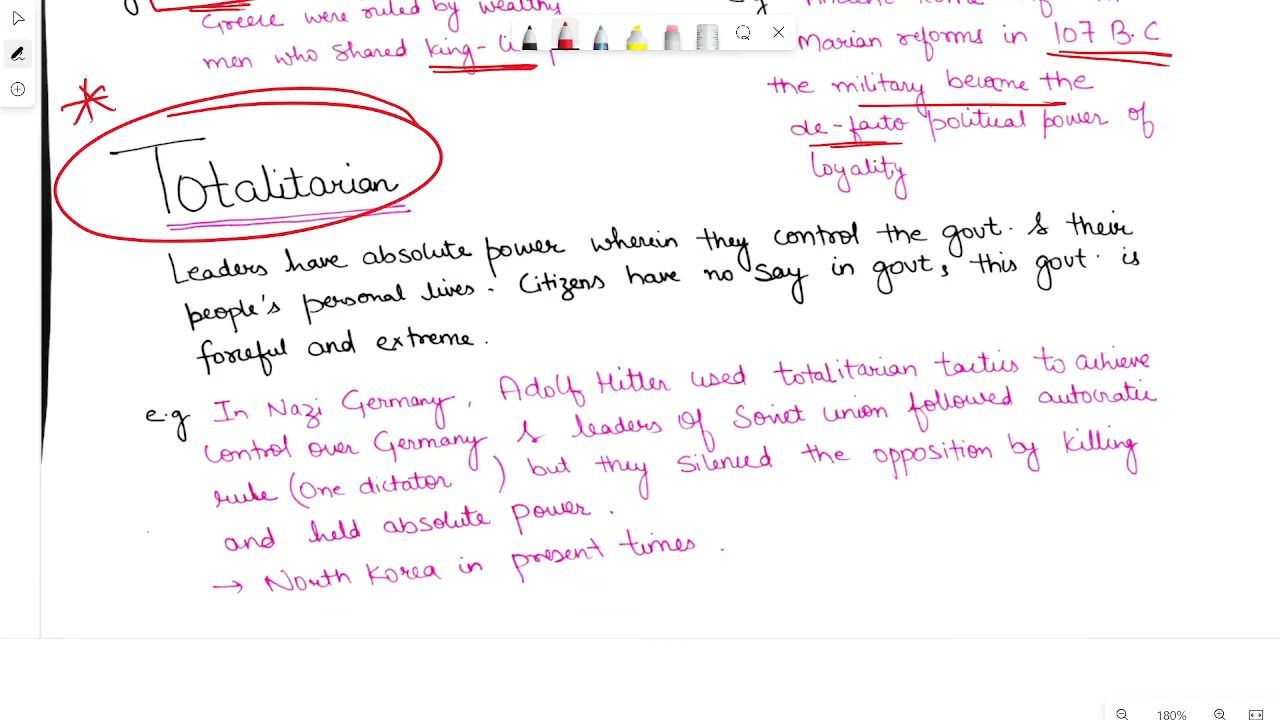 Greece were ruled by wealthy
men who shared king-li
Marian reforms in 107 B.C
the military become the
de-facto political power of
loyality
Totalitarian
Leaders have absolute power wherein they control the govt. & their
people's personal lives. Citizens have no say in govt, this govt. is
forceful and extreme.
e.g In Nazi Germany, Adolf Hitler used totalitarian tactics to achieve
control over Germany & leaders of Soviet union followed autocratic
rule (One dictator ) but they silenced the opposition by killing
and held absolute power.
→ North Korea in present times.
180%